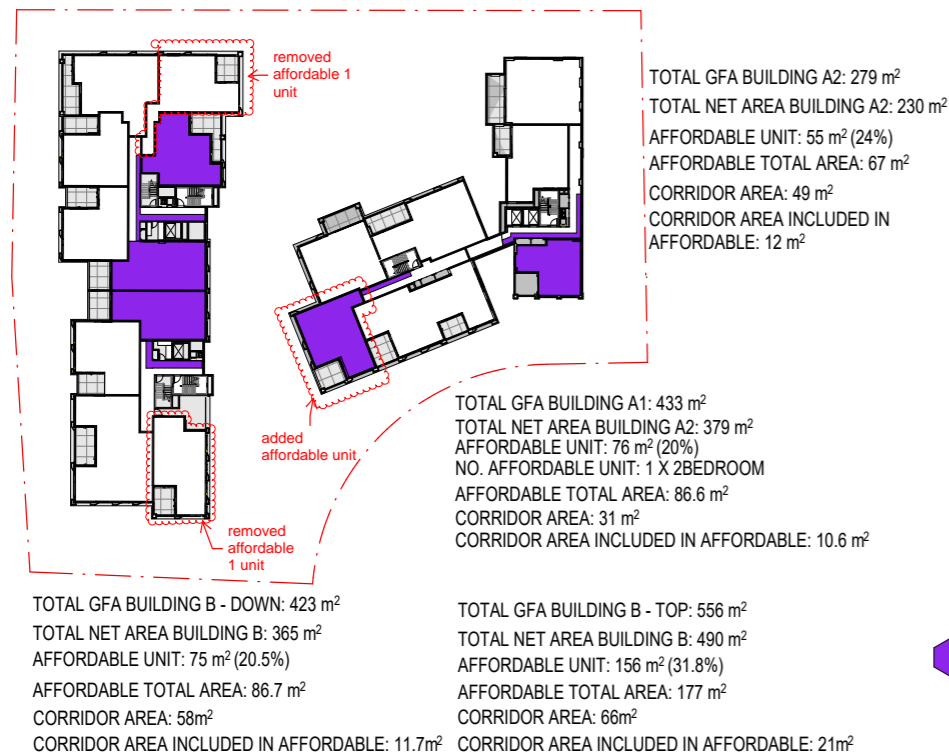 removed
affordable 1
unit
TOTAL GFA BUILDING A2: 279 m²
TOTAL NET AREA BUILDING A2: 230 m²
AFFORDABLE UNIT: 55 m² (24%)
AFFORDABLE TOTAL AREA: 67 m²
CORRIDOR AREA: 49 m²
CORRIDOR AREA INCLUDED IN
AFFORDABLE: 12 m²
added
affordable unit
TOTAL GFA BUILDING A1: 433 m²
TOTAL NET AREA BUILDING A2: 379 m²
AFFORDABLE UNIT: 76 m² (20%)
NO. AFFORDABLE UNIT: 1 X 2BEDROOM
AFFORDABLE TOTAL AREA: 86.6 m²
CORRIDOR AREA: 31 m²
CORRIDOR AREA INCLUDED IN AFFORDABLE: 10.6 m²
removed
affordable
1 unit
TOTAL GFA BUILDING B - DOWN: 423 m²
TOTAL NET AREA BUILDING B: 365 m²
AFFORDABLE UNIT: 75 m² (20.5%)
AFFORDABLE TOTAL AREA: 86.7 m²
CORRIDOR AREA: 58m²
CORRIDOR AREA INCLUDED IN AFFORDABLE: 11.7m²
TOTAL GFA BUILDING B - TOP: 556 m²
TOTAL NET AREA BUILDING B: 490 m²
AFFORDABLE UNIT: 156 m² (31.8%)
AFFORDABLE TOTAL AREA: 177 m²
CORRIDOR AREA: 66m²
CORRIDOR AREA INCLUDED IN AFFORDABLE: 21m²